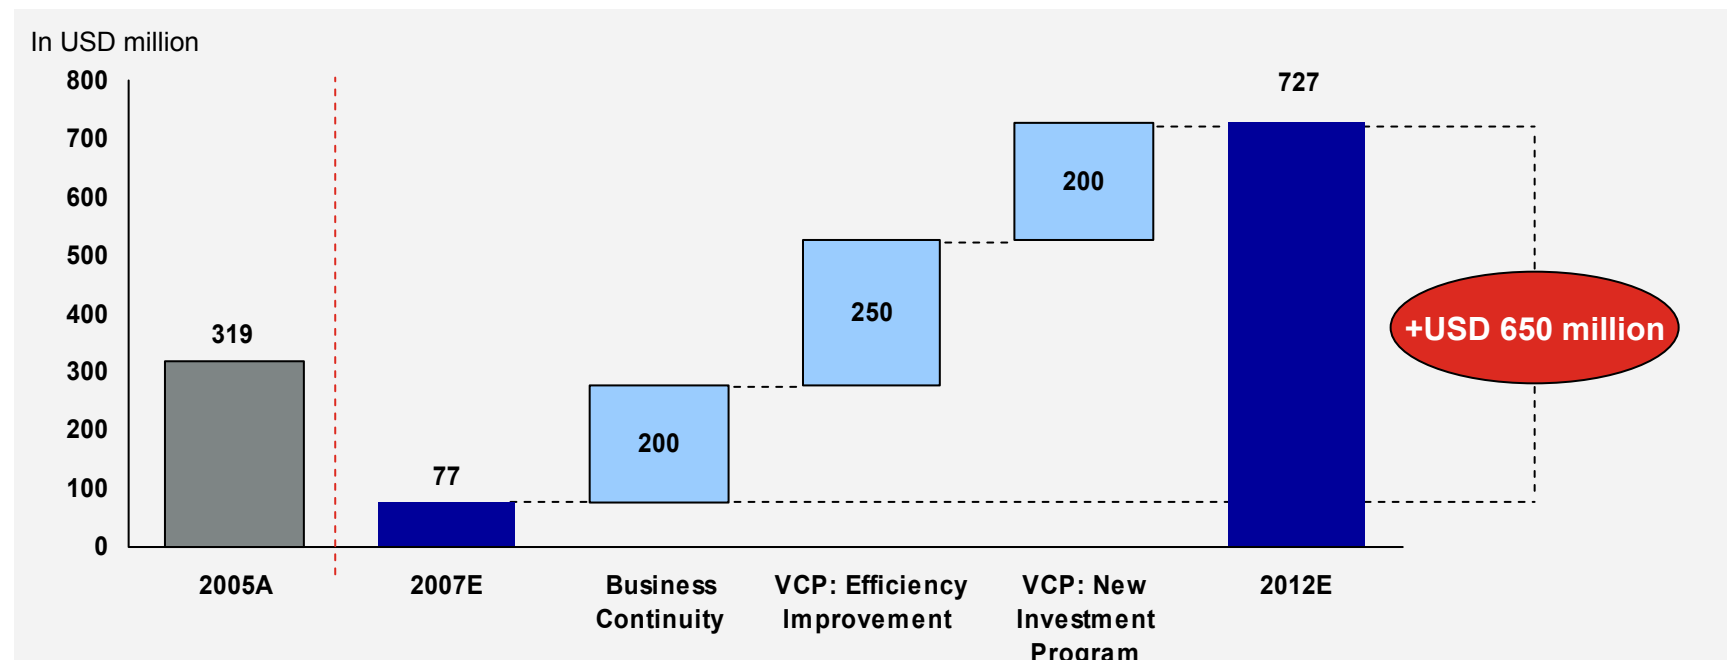 In USD million
800
700
600
500
400
300
200
100
0
319
77
200
250
200
727
+USD 650 million
2005A
2007E
Business
Continuity
VCP: Efficiency
Improvement
VCP: New
Investment
Program
2012E